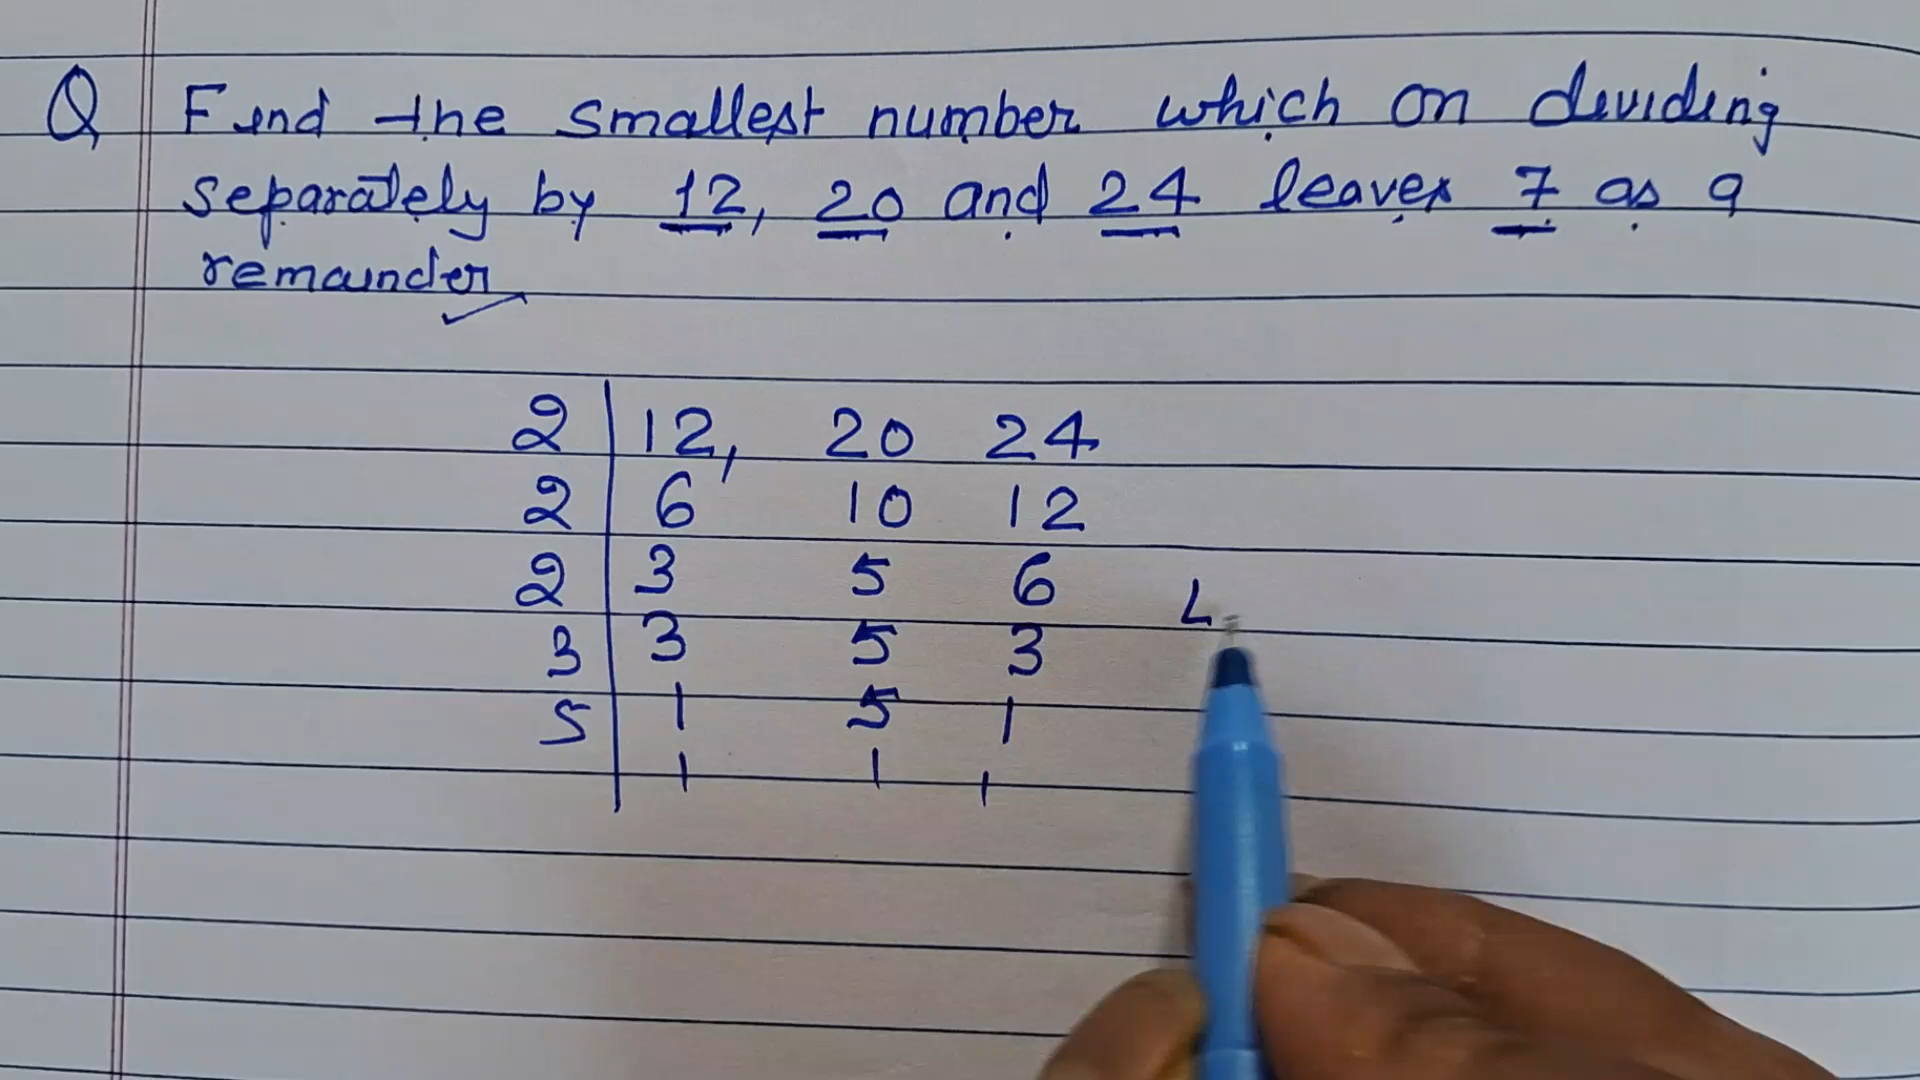 Q Find the smallest number which on dividing
separately by 12, 20 and 24 leaves 7 as a
remainder
2 12, 20 24
2 6 10 12
2 3 5 6 L
3 3 5 3
5 1 5 1
1 1 1